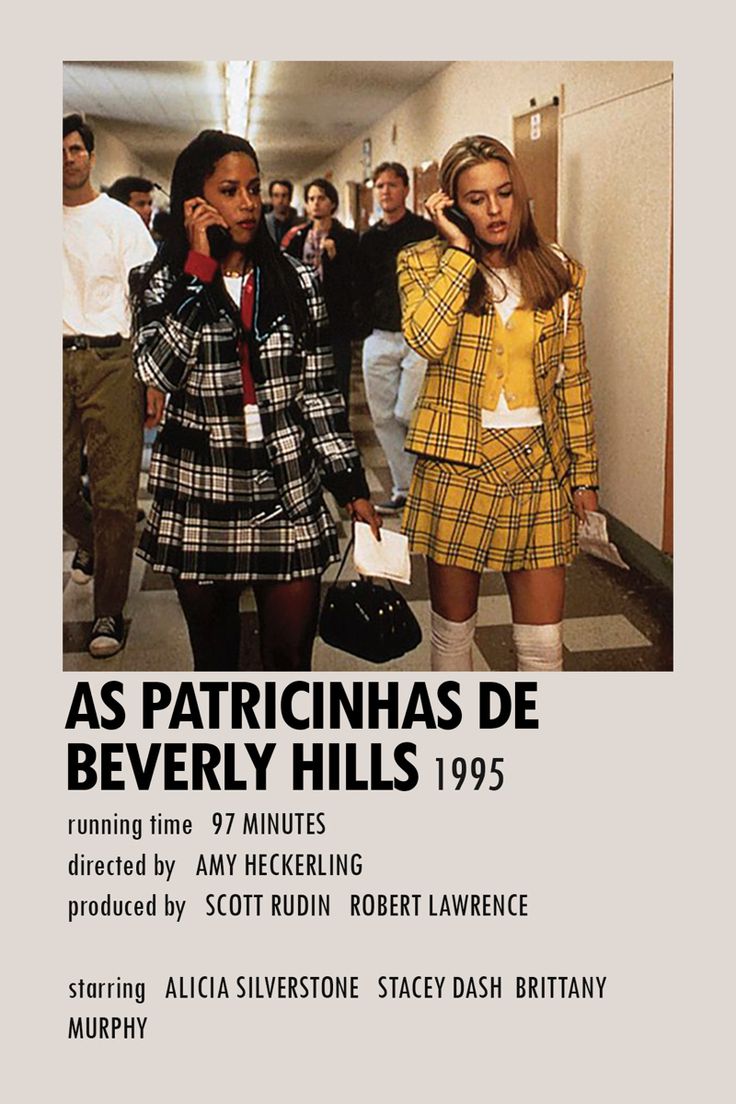 AS PATRICINHAS DE
BEVERLY HILLS 1995
running time 97 MINUTES
directed by AMY HECKERLING
produced by SCOTT RUDIN ROBERT LAWRENCE
starring ALICIA SILVERSTONE STACEY DASH BRITTANY
MURPHY